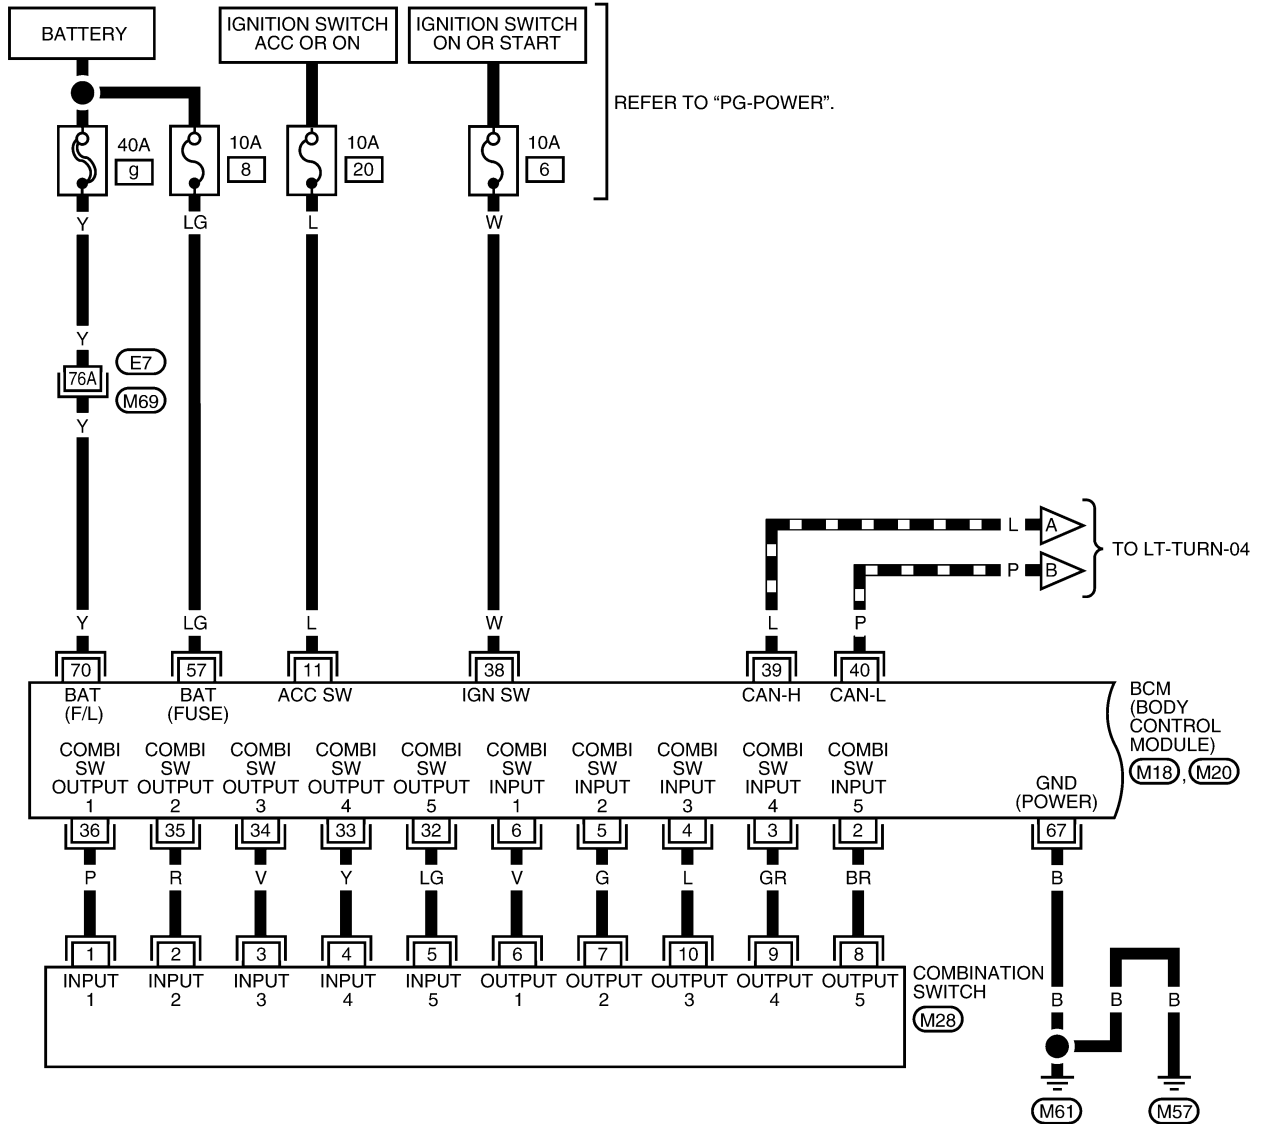 BATTERY
IGNITION SWITCH
ACC OR ON
IGNITION SWITCH
ON OR START
REFER TO “PG-POWER”.
40A
g
10A
8
10A
20
10A
6
Y
LG
L
W
Y
76A
E7
M69
Y
L
A
P
B
TO LT-TURN-04
Y
LG
L
W
L
P
70
57
11
38
39
40
BAT
(F/L)
BAT
(FUSE)
ACC SW
IGN SW
CAN-H
CAN-L
BCM
(BODY
CONTROL
MODULE)
M18 , M20
COMBI
SW
OUTPUT
1
COMBI
SW
OUTPUT
2
COMBI
SW
OUTPUT
3
COMBI
SW
OUTPUT
4
COMBI
SW
OUTPUT
5
COMBI
SW
INPUT
1
COMBI
SW
INPUT
2
COMBI
SW
INPUT
3
COMBI
SW
INPUT
4
COMBI
SW
INPUT
5
GND
(POWER)
36
35
34
33
32
6
5
4
3
2
67
P
R
V
Y
LG
V
G
L
GR
BR
B
1
2
3
4
5
6
7
10
9
8
INPUT
1
INPUT
2
INPUT
3
INPUT
4
INPUT
5
OUTPUT
1
OUTPUT
2
OUTPUT
3
OUTPUT
4
OUTPUT
5
COMBINATION
SWITCH
M28
B
B
B
M61
M57